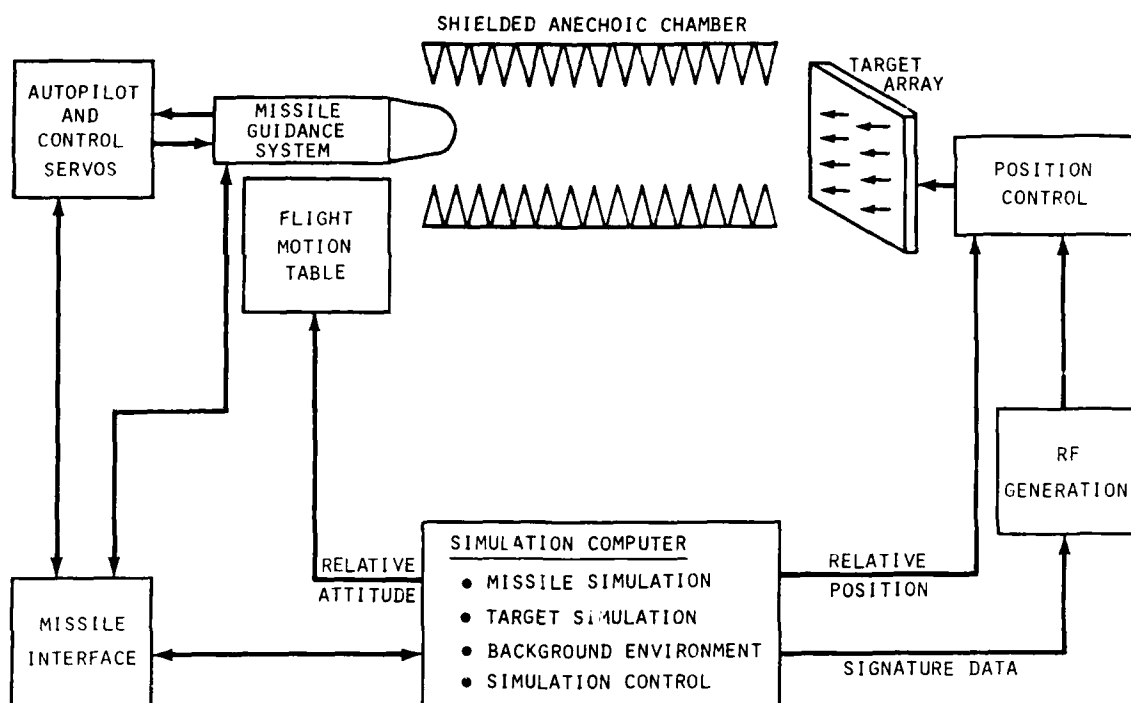 SHIELDED ANECHOIC CHAMBER
AUTOPILOT
AND
CONTROL
SERVOS
MISSILE
GUIDANCE
SYSTEM
TARGET
ARRAY
POSITION
CONTROL
FLIGHT
MOTION
TABLE
RF
GENERATION
RELATIVE
ATTITUDE
SIMULATION COMPUTER
● MISSILE SIMULATION
● TARGET SIMULATION
● BACKGROUND ENVIRONMENT
● SIMULATION CONTROL
RELATIVE
POSITION
SIGNATURE DATA
MISSILE
INTERFACE